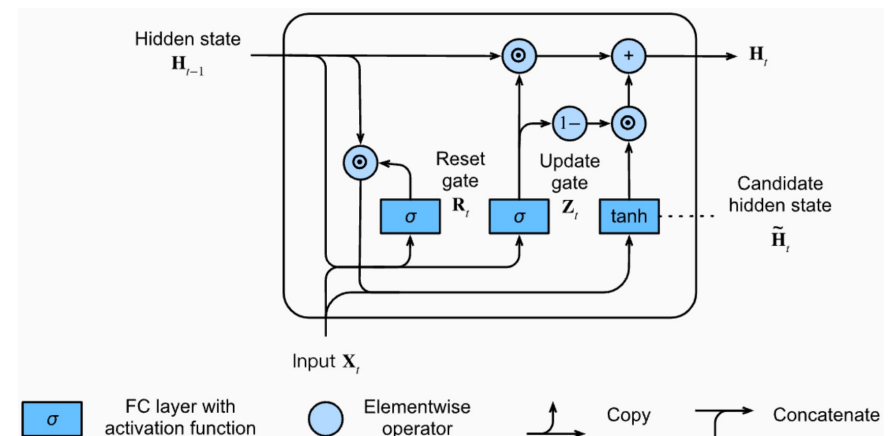 Hidden state
H_{t−1}
⊙
+
H_t
1−
⊙
⊙
Reset
gate
R_t
Update
gate
Z_t
σ
σ
tanh
Candidate
hidden state
H̃_t
Input X_t
σ
FC layer with
activation function
Elementwise
operator
Copy
Concatenate